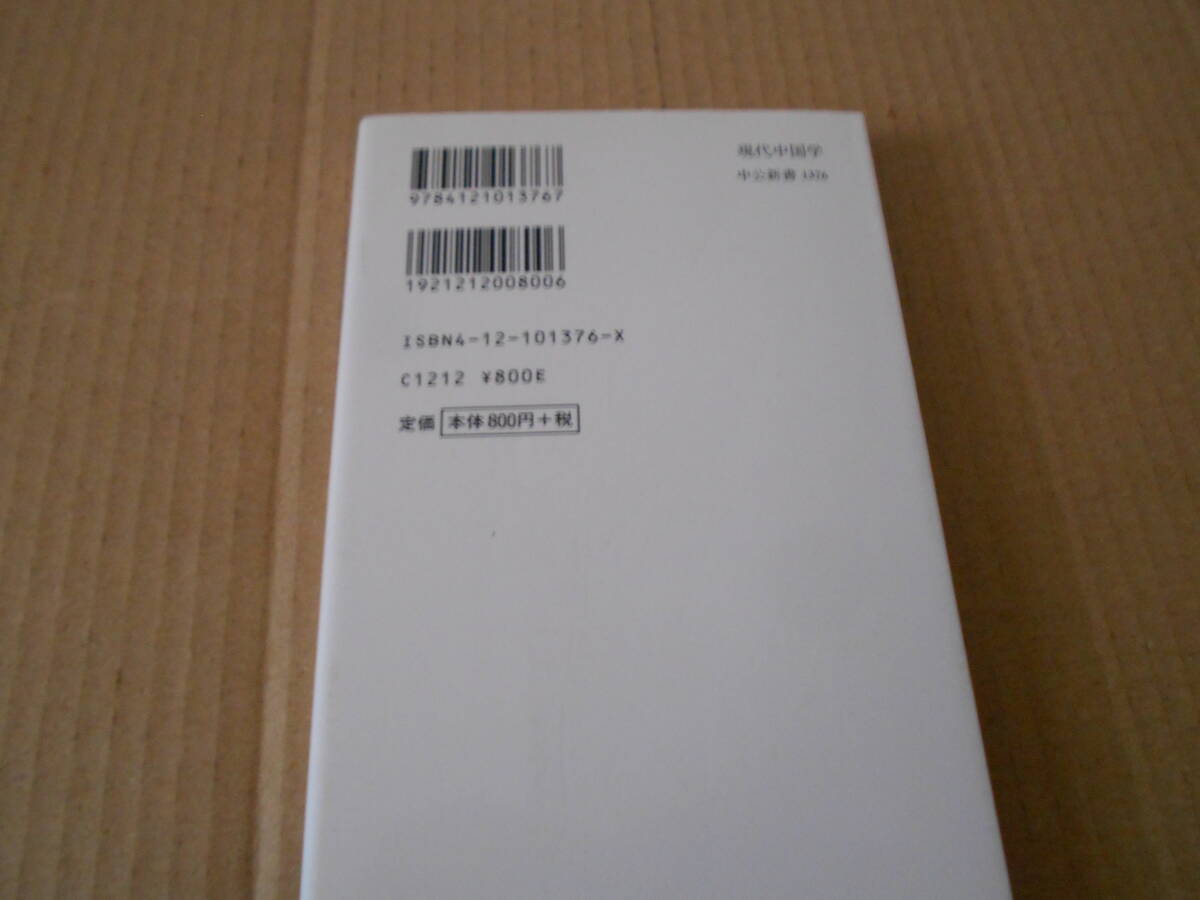 9784121013767
現代中国学
中公新書 1376
1921212008006
ISBN4-12-101376-X
C1212 ¥800E
定価 本体800円+税